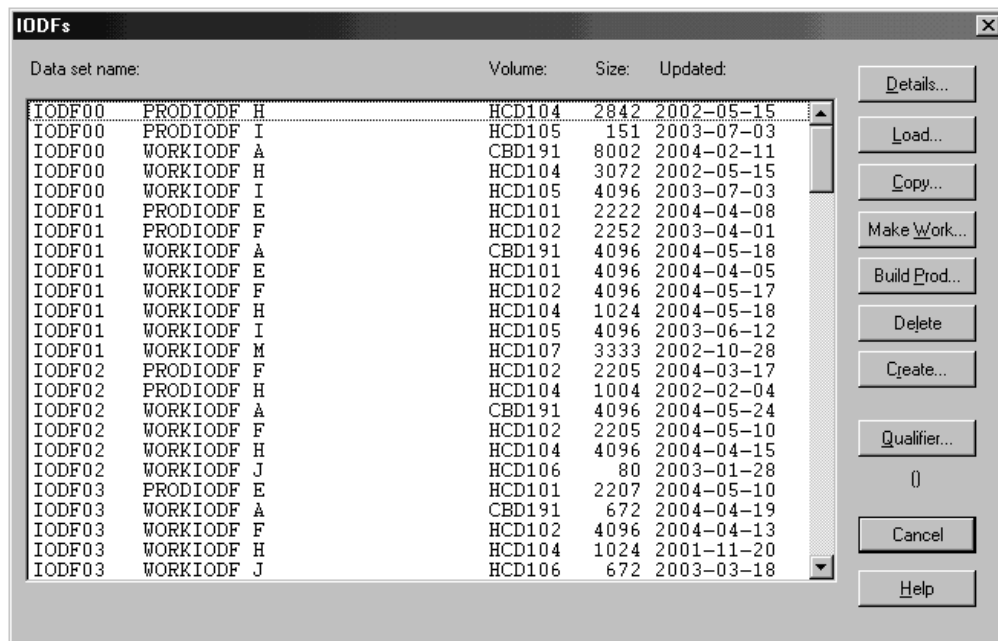 IODFs
Data set name: Volume: Size: Updated:
IODF00 PRODIODF H HCD104 2842 2002-05-15
IODF00 PRODIODF I HCD105 151 2003-07-03
IODF00 WORKIODF A CBD191 8002 2004-02-11
IODF00 WORKIODF H HCD104 3072 2002-05-15
IODF00 WORKIODF I HCD105 4096 2003-07-03
IODF01 PRODIODF E HCD101 2222 2004-04-08
IODF01 PRODIODF F HCD102 2252 2003-04-01
IODF01 WORKIODF A CBD191 4096 2004-05-18
IODF01 WORKIODF E HCD101 4096 2004-04-05
IODF01 WORKIODF F HCD102 4096 2004-05-17
IODF01 WORKIODF H HCD104 1024 2004-05-18
IODF01 WORKIODF I HCD105 4096 2003-06-12
IODF01 WORKIODF M HCD107 3333 2002-10-28
IODF02 PRODIODF F HCD102 2205 2004-03-17
IODF02 PRODIODF H HCD104 1004 2002-02-04
IODF02 WORKIODF A CBD191 4096 2004-05-24
IODF02 WORKIODF F HCD102 2205 2004-05-10
IODF02 WORKIODF H HCD104 4096 2004-04-15
IODF02 WORKIODF J HCD106 80 2003-01-28
IODF03 PRODIODF E HCD101 2207 2004-05-10
IODF03 WORKIODF A CBD191 672 2004-04-19
IODF03 WORKIODF F HCD102 4096 2004-04-13
IODF03 WORKIODF H HCD104 1024 2001-11-20
IODF03 WORKIODF J HCD106 672 2003-03-18
Details...
Load...
Copy...
Make Work...
Build Prod...
Delete
Create...
Qualifier...
()
Cancel
Help